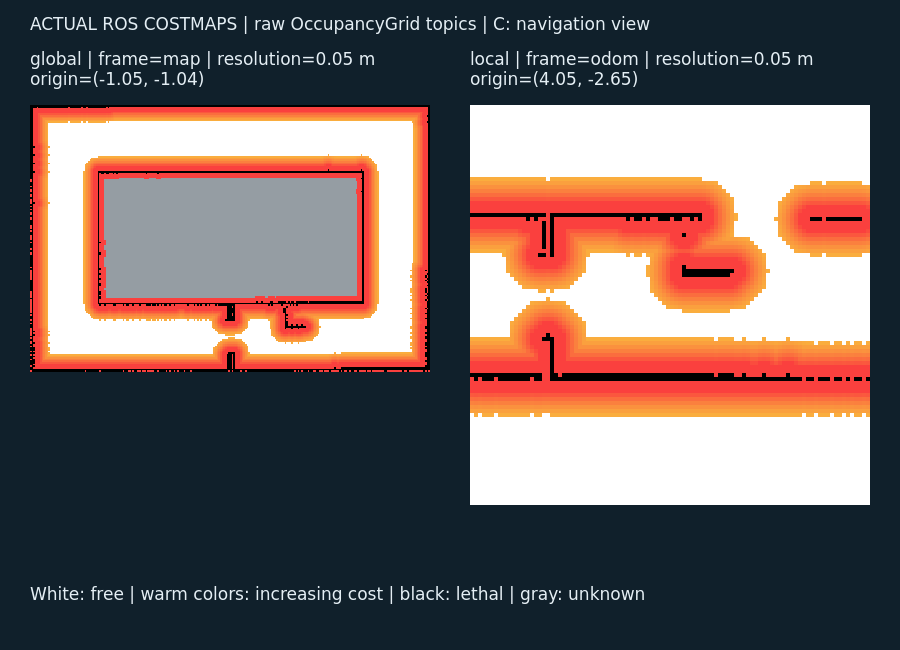 ACTUAL ROS COSTMAPS | raw OccupancyGrid topics | C: navigation view
global | frame=map | resolution=0.05 m
origin=(-1.05, -1.04)
local | frame=odom | resolution=0.05 m
origin=(4.05, -2.65)
White: free | warm colors: increasing cost | black: lethal | gray: unknown